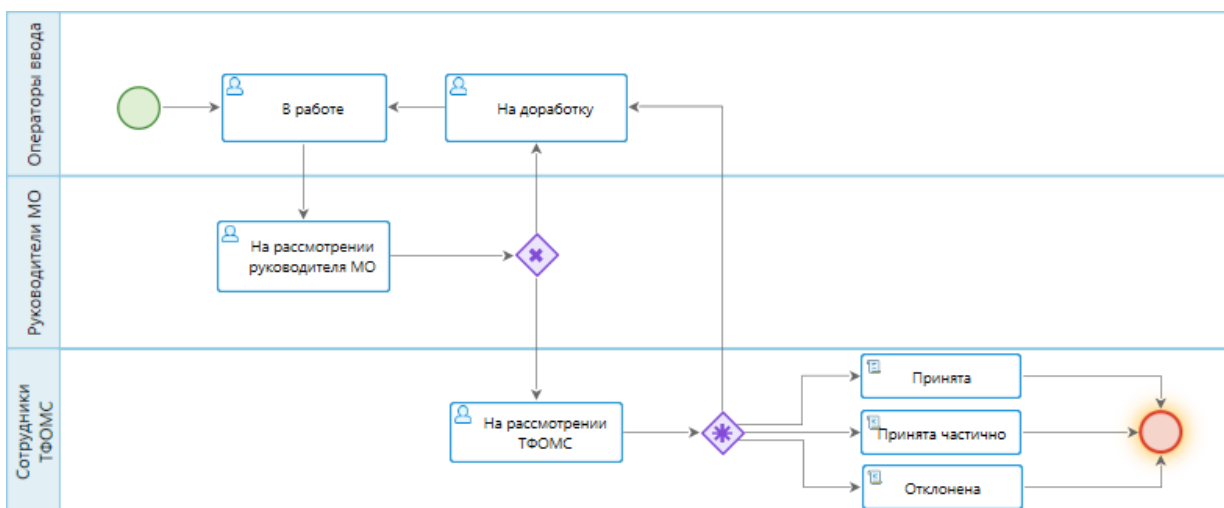 Операторы ввода
В работе
На доработку
Руководители МО
На рассмотрении
руководителя МО
Сотрудники
ТФОМС
На рассмотрении
ТФОМС
Принята
Принята частично
Отклонена